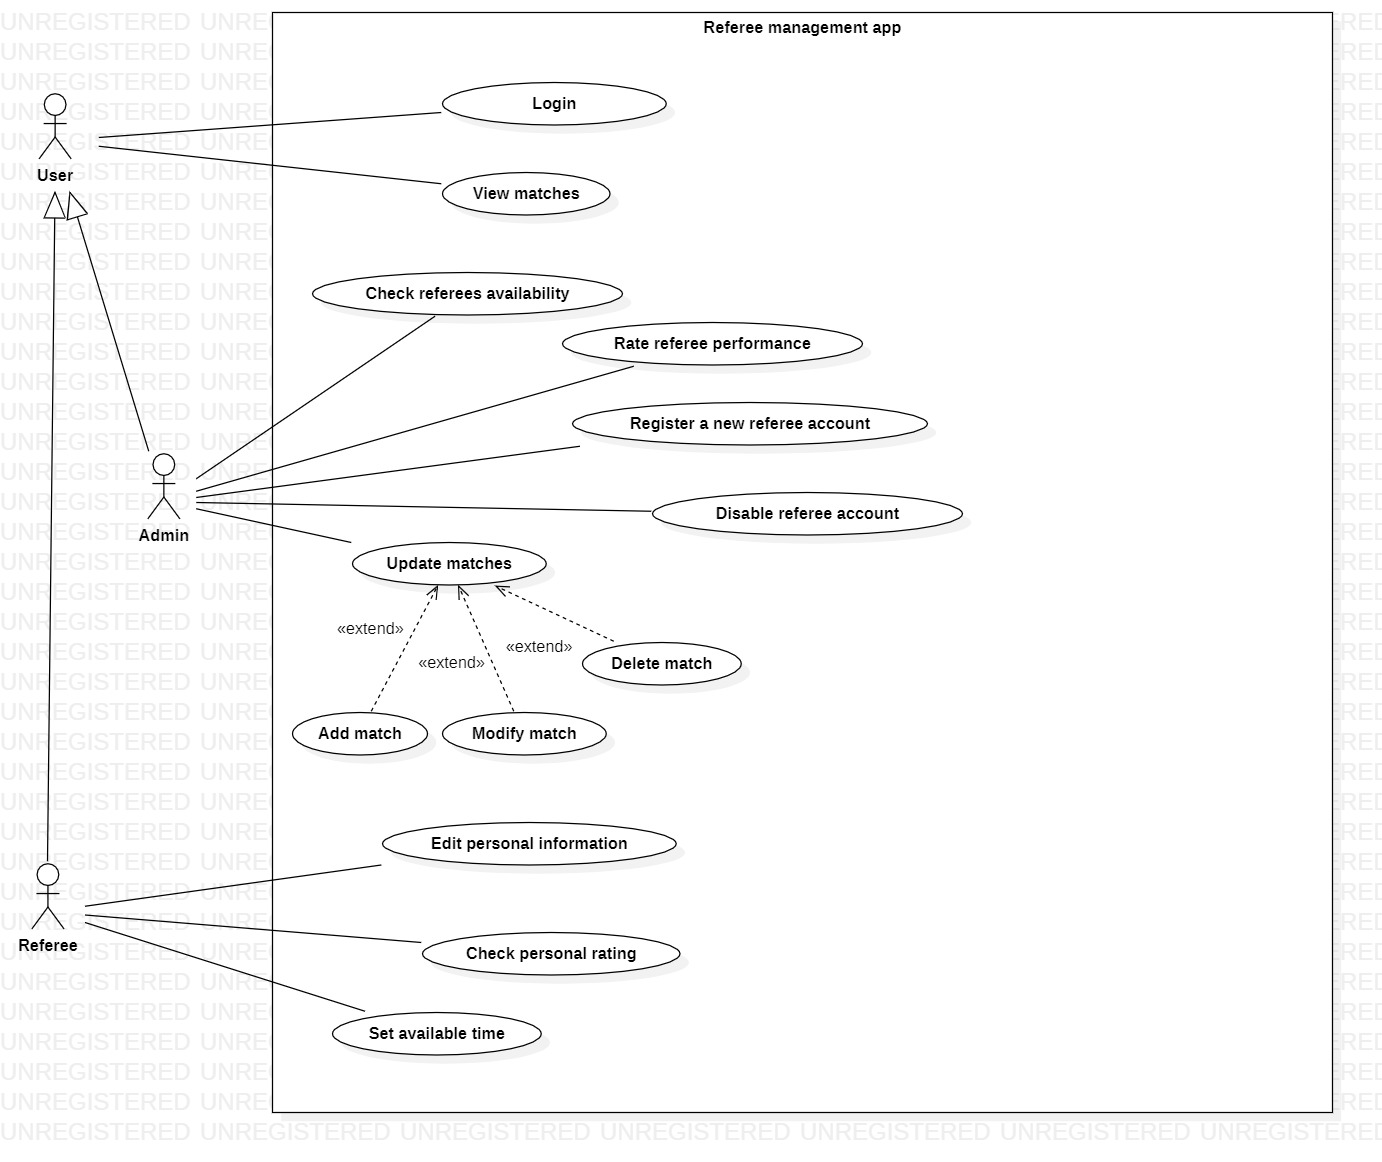 Referee management app
Login
User
View matches
Check referees availability
Rate referee performance
Register a new referee account
Disable referee account
Admin
Update matches
«extend»
«extend»
«extend»
Delete match
Add match
Modify match
Edit personal information
Referee
Check personal rating
Set available time
UNREGISTERED UNREGISTERED UNREGISTERED UNREGISTERED UNREGISTERED UNREGISTERED UNREGISTERED